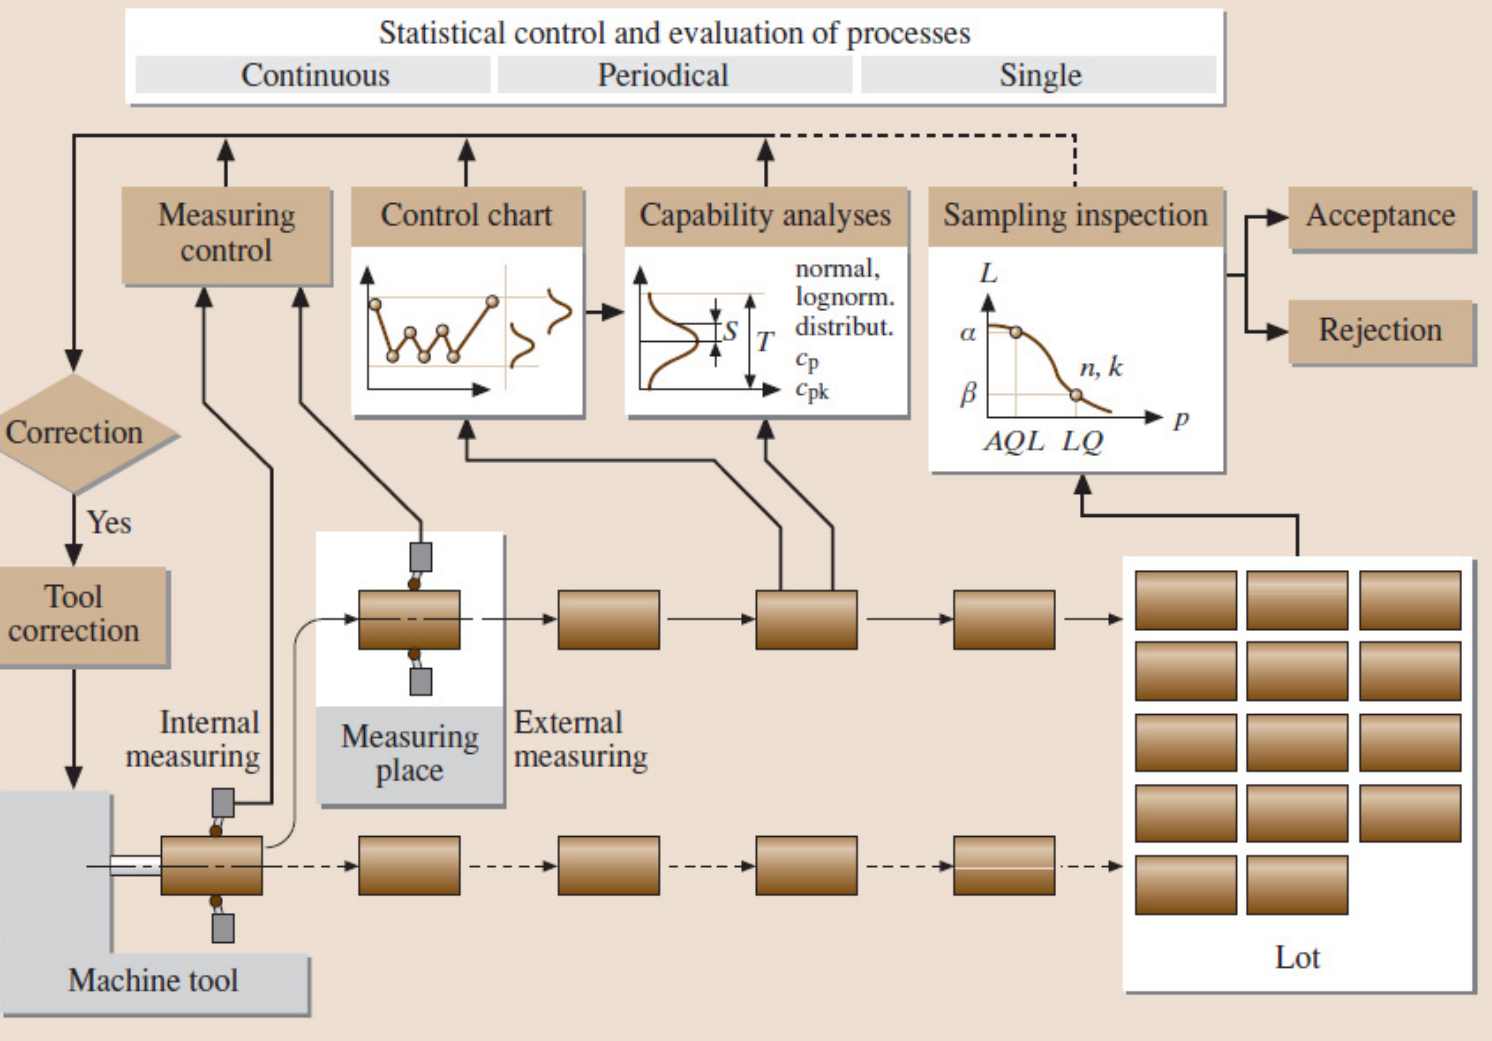 Statistical control and evaluation of processes
Continuous
Periodical
Single
Measuring
control
Control chart
Capability analyses
Sampling inspection
Acceptance
Rejection
normal,
lognorm.
distribut.
cp
cpk
S
T
L
α
β
n, k
p
AQL LQ
Correction
Yes
Tool
correction
Internal
measuring
Measuring
place
External
measuring
Machine tool
Lot